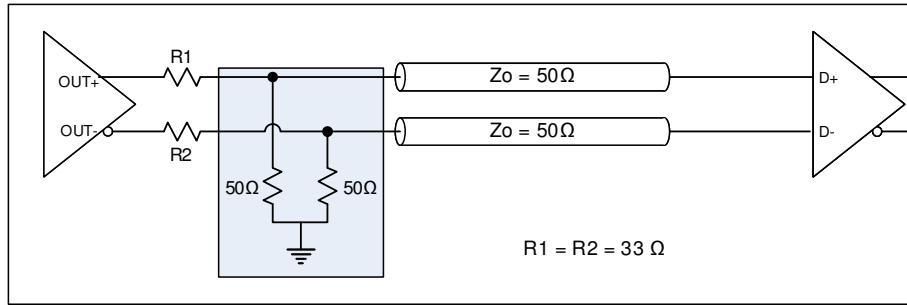 R1
OUT+
Zo = 50Ω
D+
OUT-
Zo = 50Ω
D-
R2
50Ω
50Ω
R1 = R2 = 33 Ω